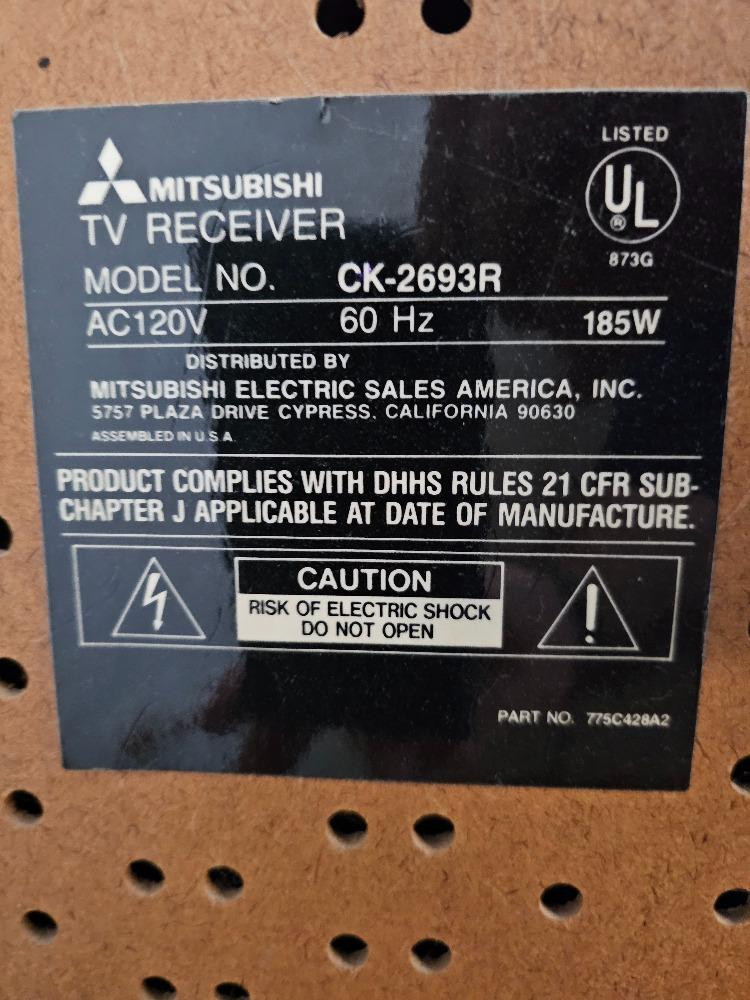 LISTED
UL
®
873G
MITSUBISHI
TV RECEIVER
MODEL NO. CK-2693R
AC120V 60 Hz 185W
DISTRIBUTED BY
MITSUBISHI ELECTRIC SALES AMERICA, INC.
5757 PLAZA DRIVE CYPRESS. CALIFORNIA 90630
ASSEMBLED IN U.S.A.
PRODUCT COMPLIES WITH DHHS RULES 21 CFR SUB-
CHAPTER J APPLICABLE AT DATE OF MANUFACTURE.
CAUTION
RISK OF ELECTRIC SHOCK
DO NOT OPEN
!
PART NO. 775C428A2